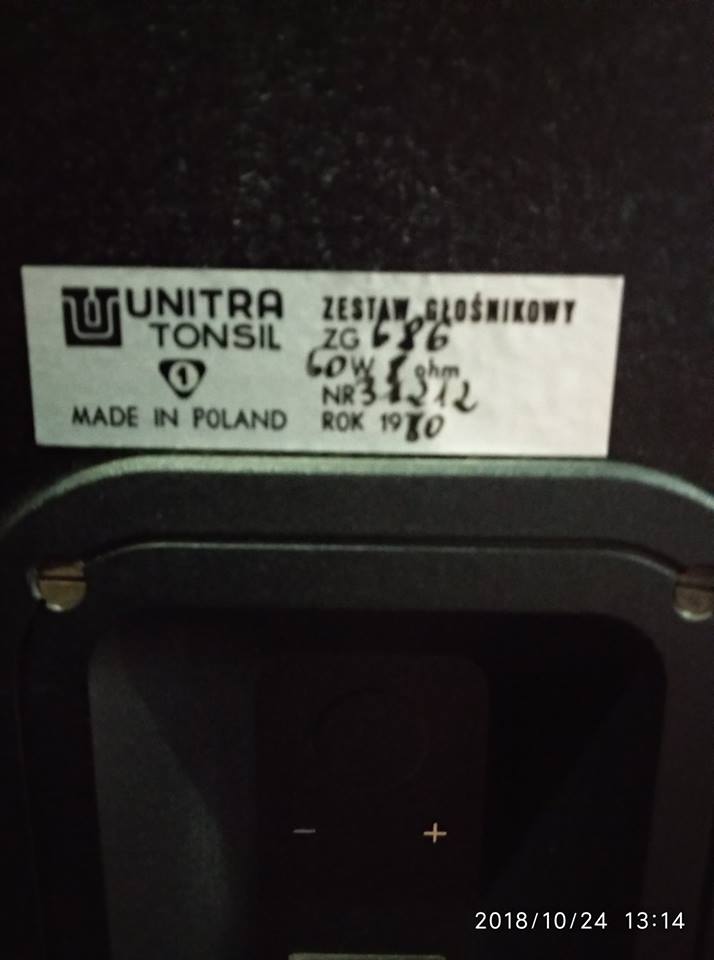 UNITRA
TONSIL
1
MADE IN POLAND
ZESTAW GŁOŚNIKOWY
ZG 686
60W 8 ohm
NR
ROK 1980
- +
2018/10/24 13:14